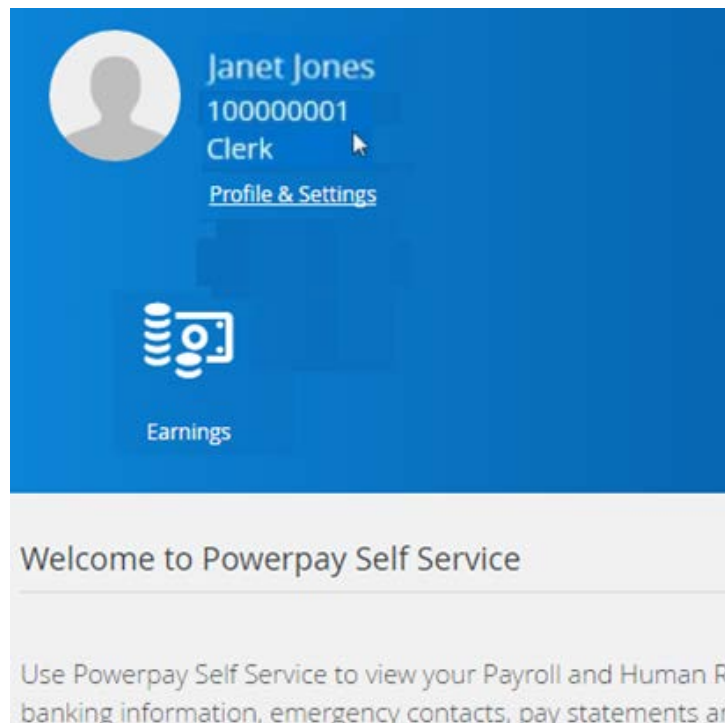 Janet Jones
100000001
Clerk
Profile & Settings
Earnings
Welcome to Powerpay Self Service
Use Powerpay Self Service to view your Payroll and Human R
banking information, emergency contacts, pay statements a